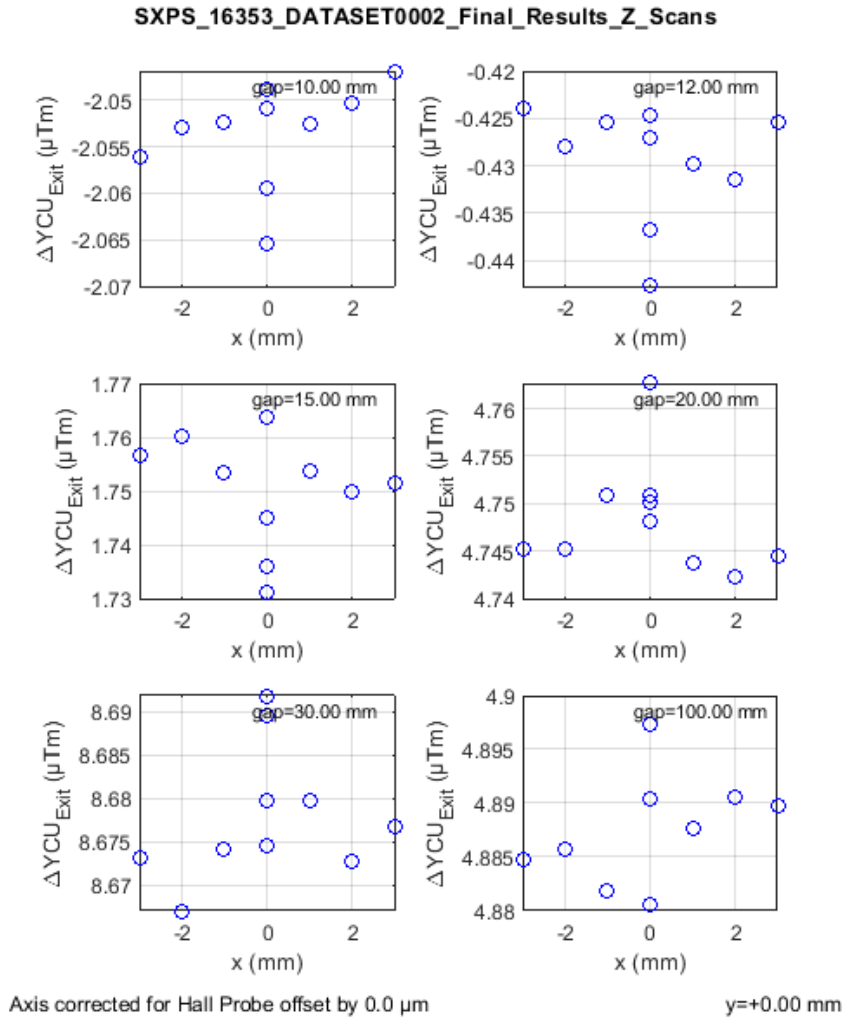 SXPS_16353_DATASET0002_Final_Results_Z_Scans
gap=10.00 mm
ΔYCU_Exit (µTm)
-2.05
-2.055
-2.06
-2.065
-2.07
-2 0 2
x (mm)
gap=12.00 mm
ΔYCU_Exit (µTm)
-0.42
-0.425
-0.43
-0.435
-0.44
-2 0 2
x (mm)
gap=15.00 mm
ΔYCU_Exit (µTm)
1.77
1.76
1.75
1.74
1.73
-2 0 2
x (mm)
gap=20.00 mm
ΔYCU_Exit (µTm)
4.76
4.755
4.75
4.745
4.74
-2 0 2
x (mm)
gap=30.00 mm
ΔYCU_Exit (µTm)
8.69
8.685
8.68
8.675
8.67
-2 0 2
x (mm)
gap=100.00 mm
ΔYCU_Exit (µTm)
4.9
4.895
4.89
4.885
4.88
-2 0 2
x (mm)
Axis corrected for Hall Probe offset by 0.0 µm
y=+0.00 mm